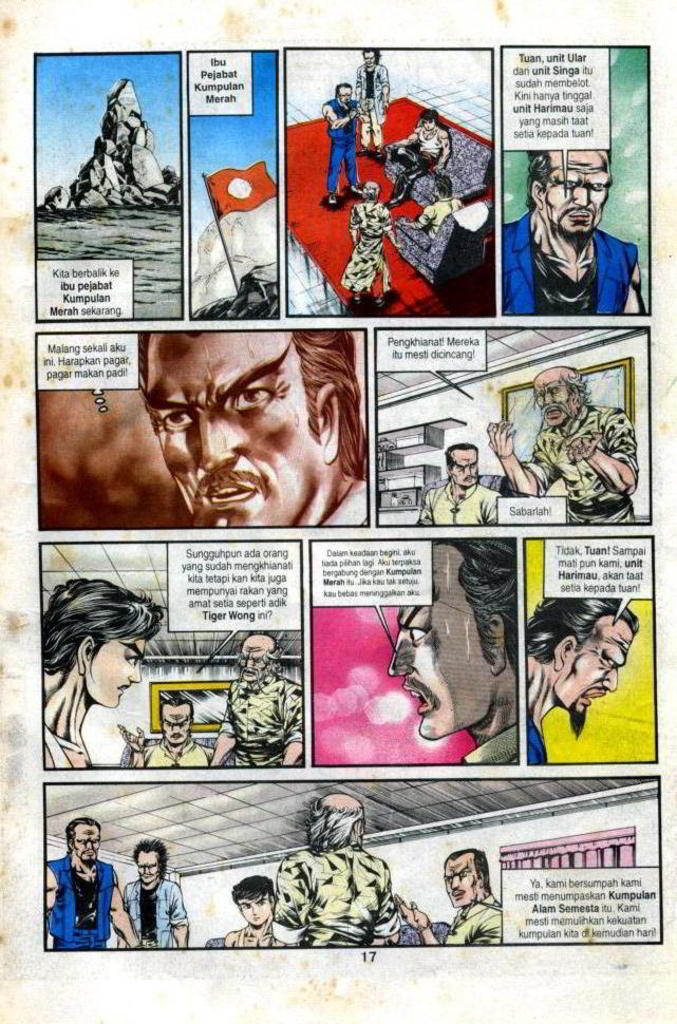 Kita berbalik ke
ibu pejabat
Kumpulan
Merah sekarang.
Ibu
Pejabat
Kumpulan
Merah
Tuan, unit Ular
dan unit Singa itu
sudah membelot.
Kini hanya tinggal
unit Harimau saja
yang masih taat
setia kepada tuan!
Malang sekali aku
ini. Harapkan pagar,
pagar makan padi!
Pengkhianat! Mereka
itu mesti dicincang!
Sabarlah!
Sungguhpun ada orang
yang sudah mengkhianati
kita tetapi kan kita juga
mempunyai rakan yang
amat setia seperti adik
Tiger Wong ini?
Dalam keadaan begini, aku
tiada pilihan lagi. Aku terpaksa
bergabung dengan Kumpulan
Merah itu. Jika kau tak setuju,
kau bebas meninggalkan aku.
Tidak, Tuan! Sampai
mati pun kami, unit
Harimau, akan taat
setia kepada Tuan!
Ya, kami bersumpah kami
mesti menumpaskan Kumpulan
Alam Semesta itu. Kami
mesti memulihkan kekuatan
kumpulan kita di kemudian hari!
17